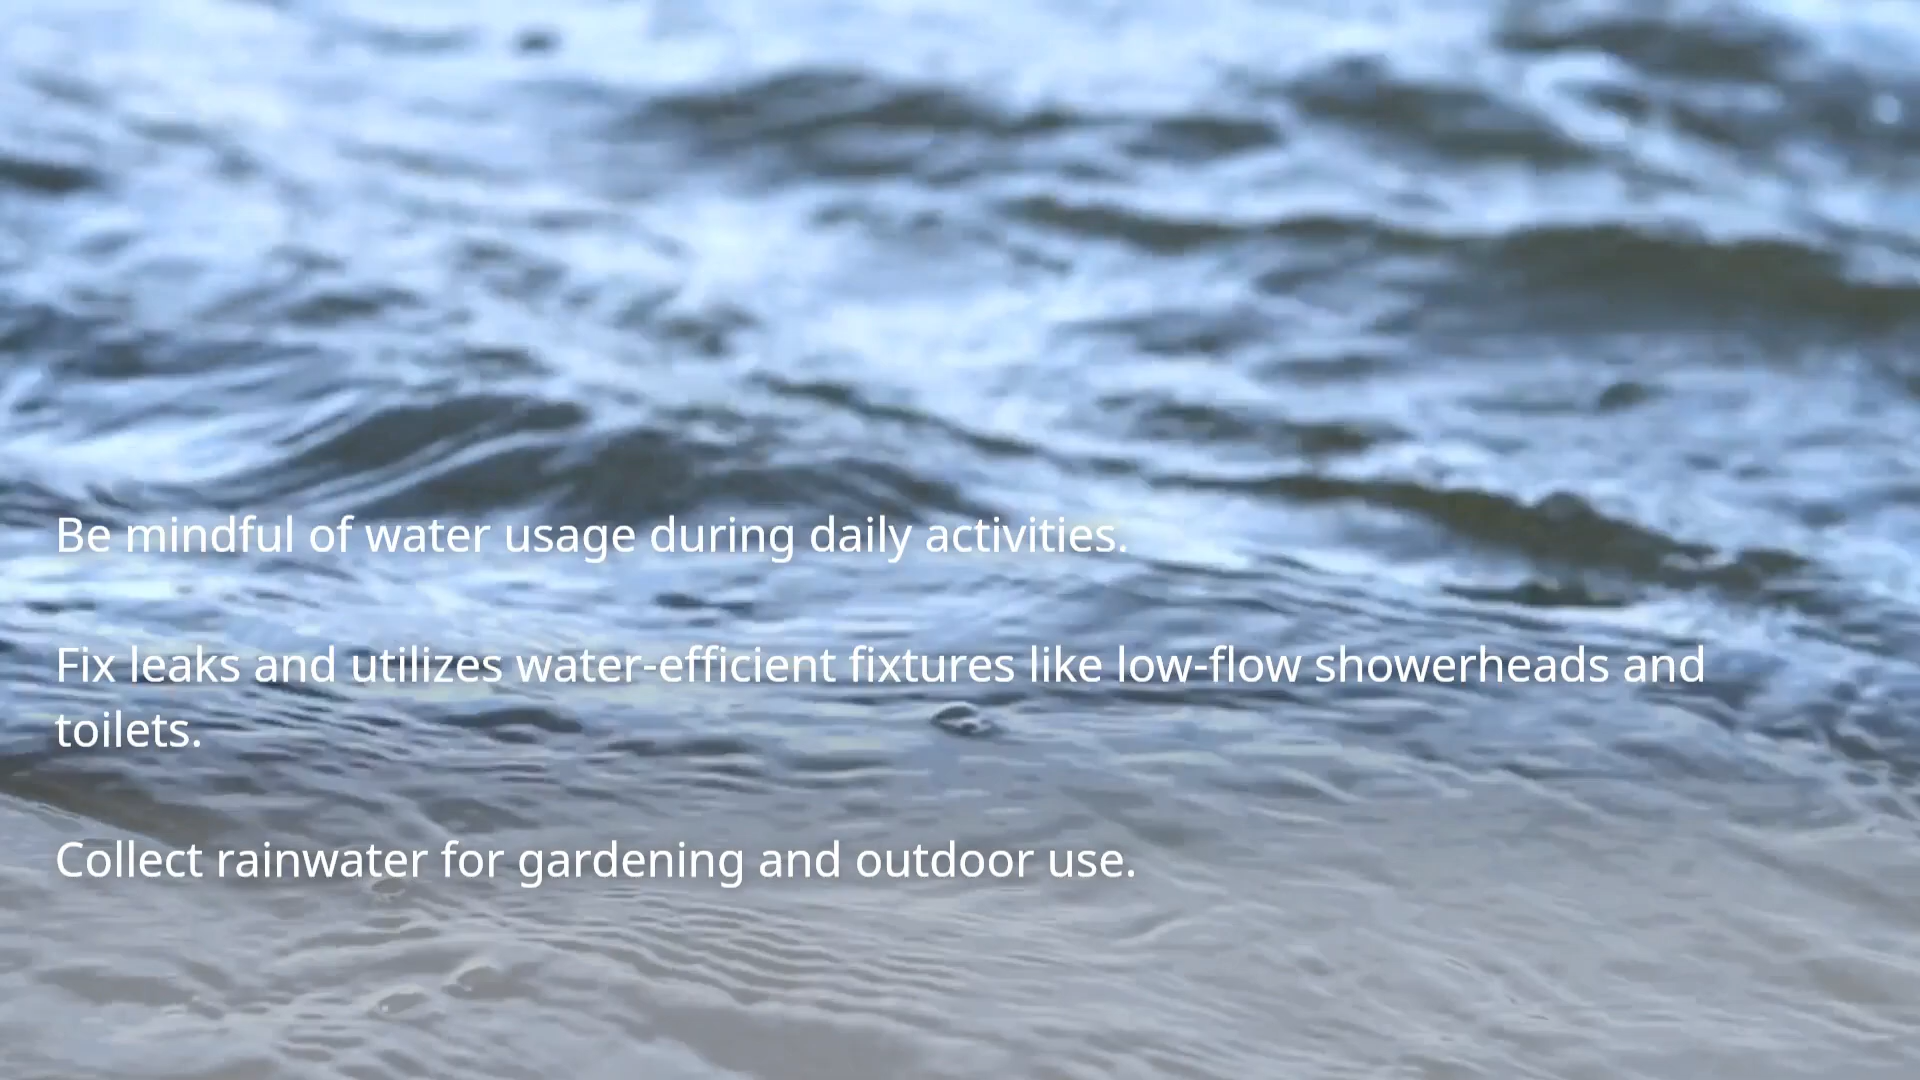 Be mindful of water usage during daily activities.
Fix leaks and utilizes water-efficient fixtures like low-flow showerheads and
toilets.
Collect rainwater for gardening and outdoor use.